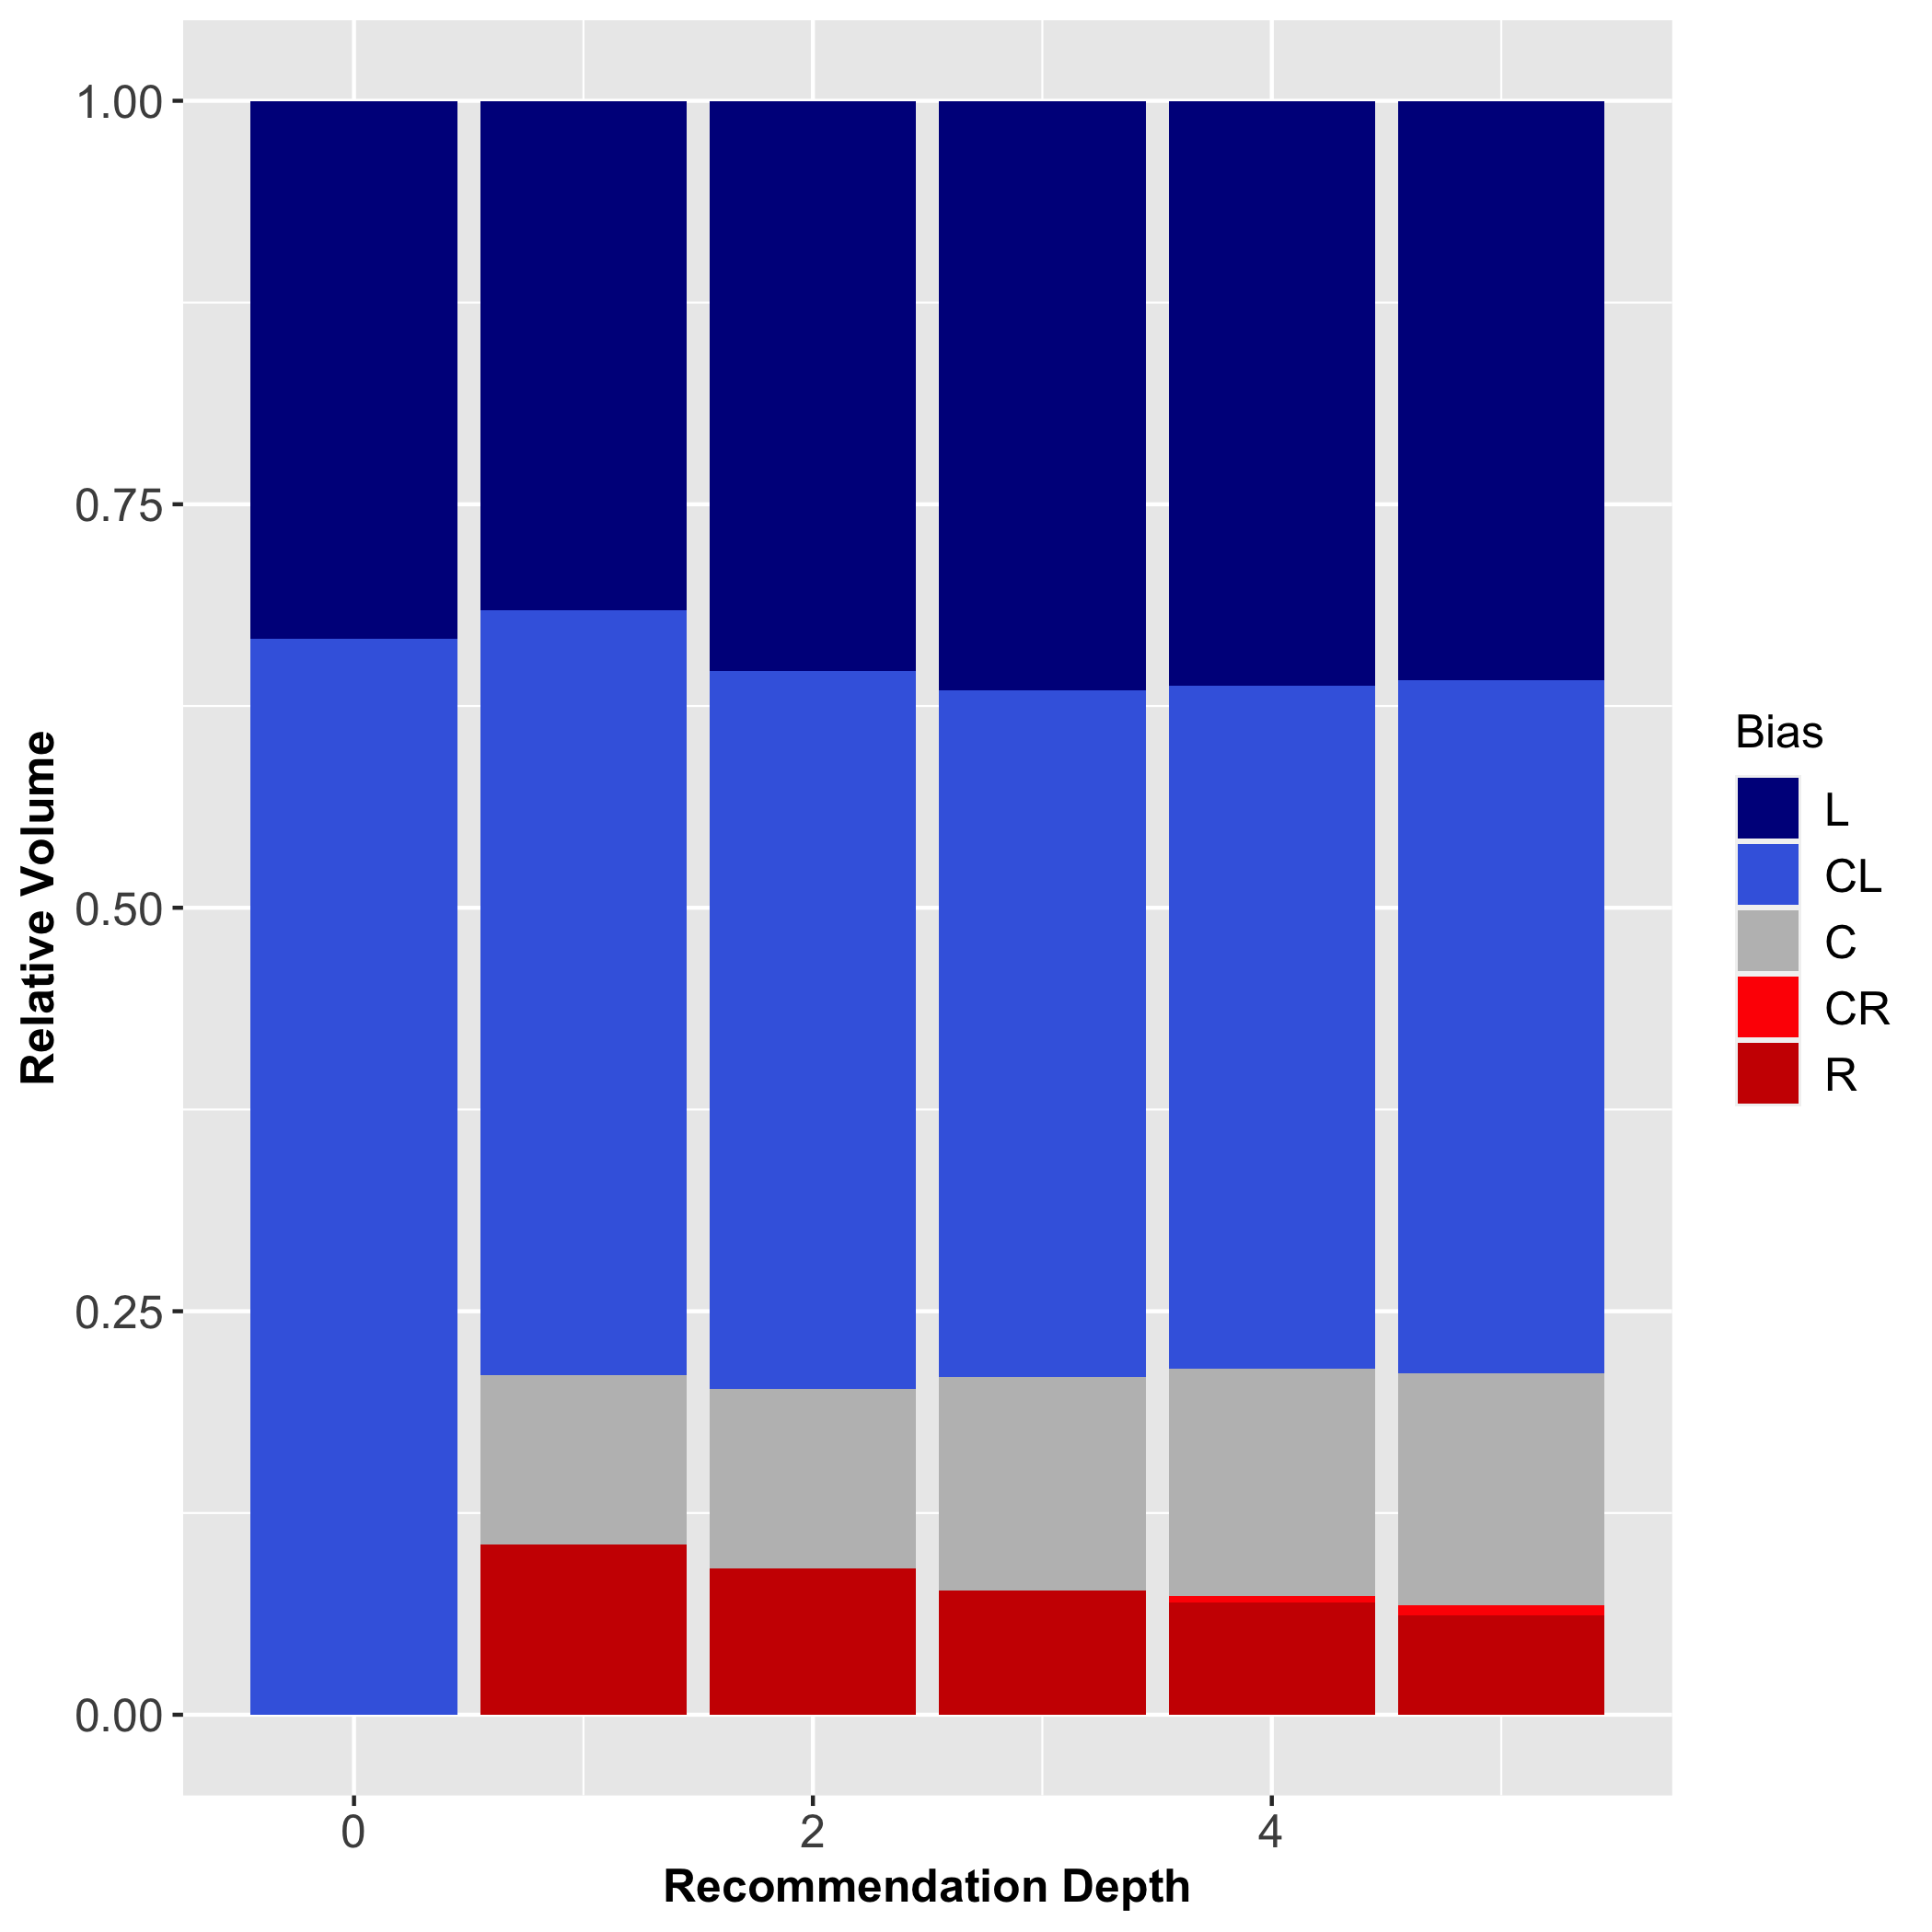 1.00
0.75
0.50
0.25
0.00
Relative Volume
0 2 4
Recommendation Depth
Bias
L
CL
C
CR
R